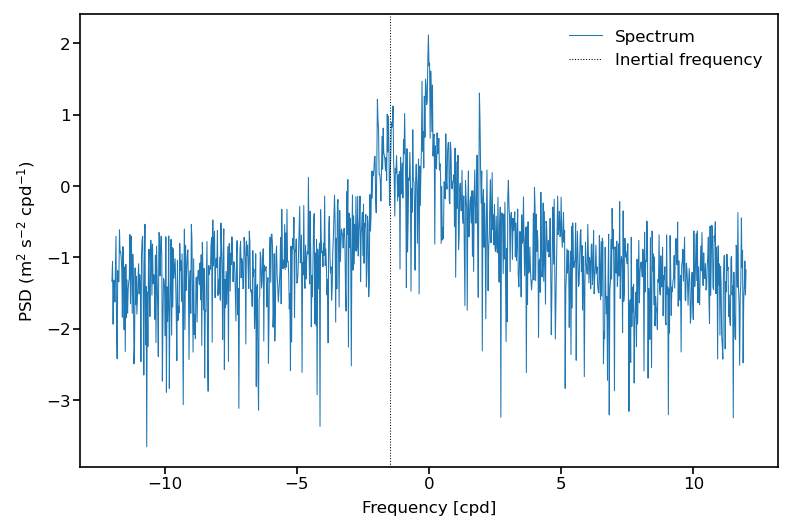 Spectrum
Inertial frequency
2
1
0
−1
−2
−3
PSD (m² s⁻² cpd⁻¹)
−10 −5 0 5 10
Frequency [cpd]